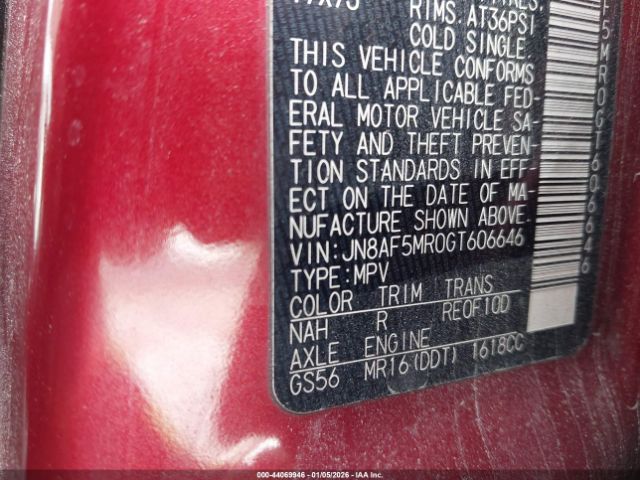 RIMS: AT36PSI
COLD SINGLE.
THIS VEHICLE CONFORMS
TO ALL APPLICABLE FED-
ERAL MOTOR VEHICLE SA-
FETY AND THEFT PREVEN-
TION STANDARDS IN EFF-
ECT ON THE DATE OF MA-
NUFACTURE SHOWN ABOVE.
VIN: JN8AF5MR0GT606646
TYPE: MPV
COLOR TRIM TRANS
NAH R RE0F10D
AXLE ENGINE
GS56 MR16(DDT) 1618CC
F5MR0GT606646
000-44069946 - 01/05/2026 - IAA Inc.